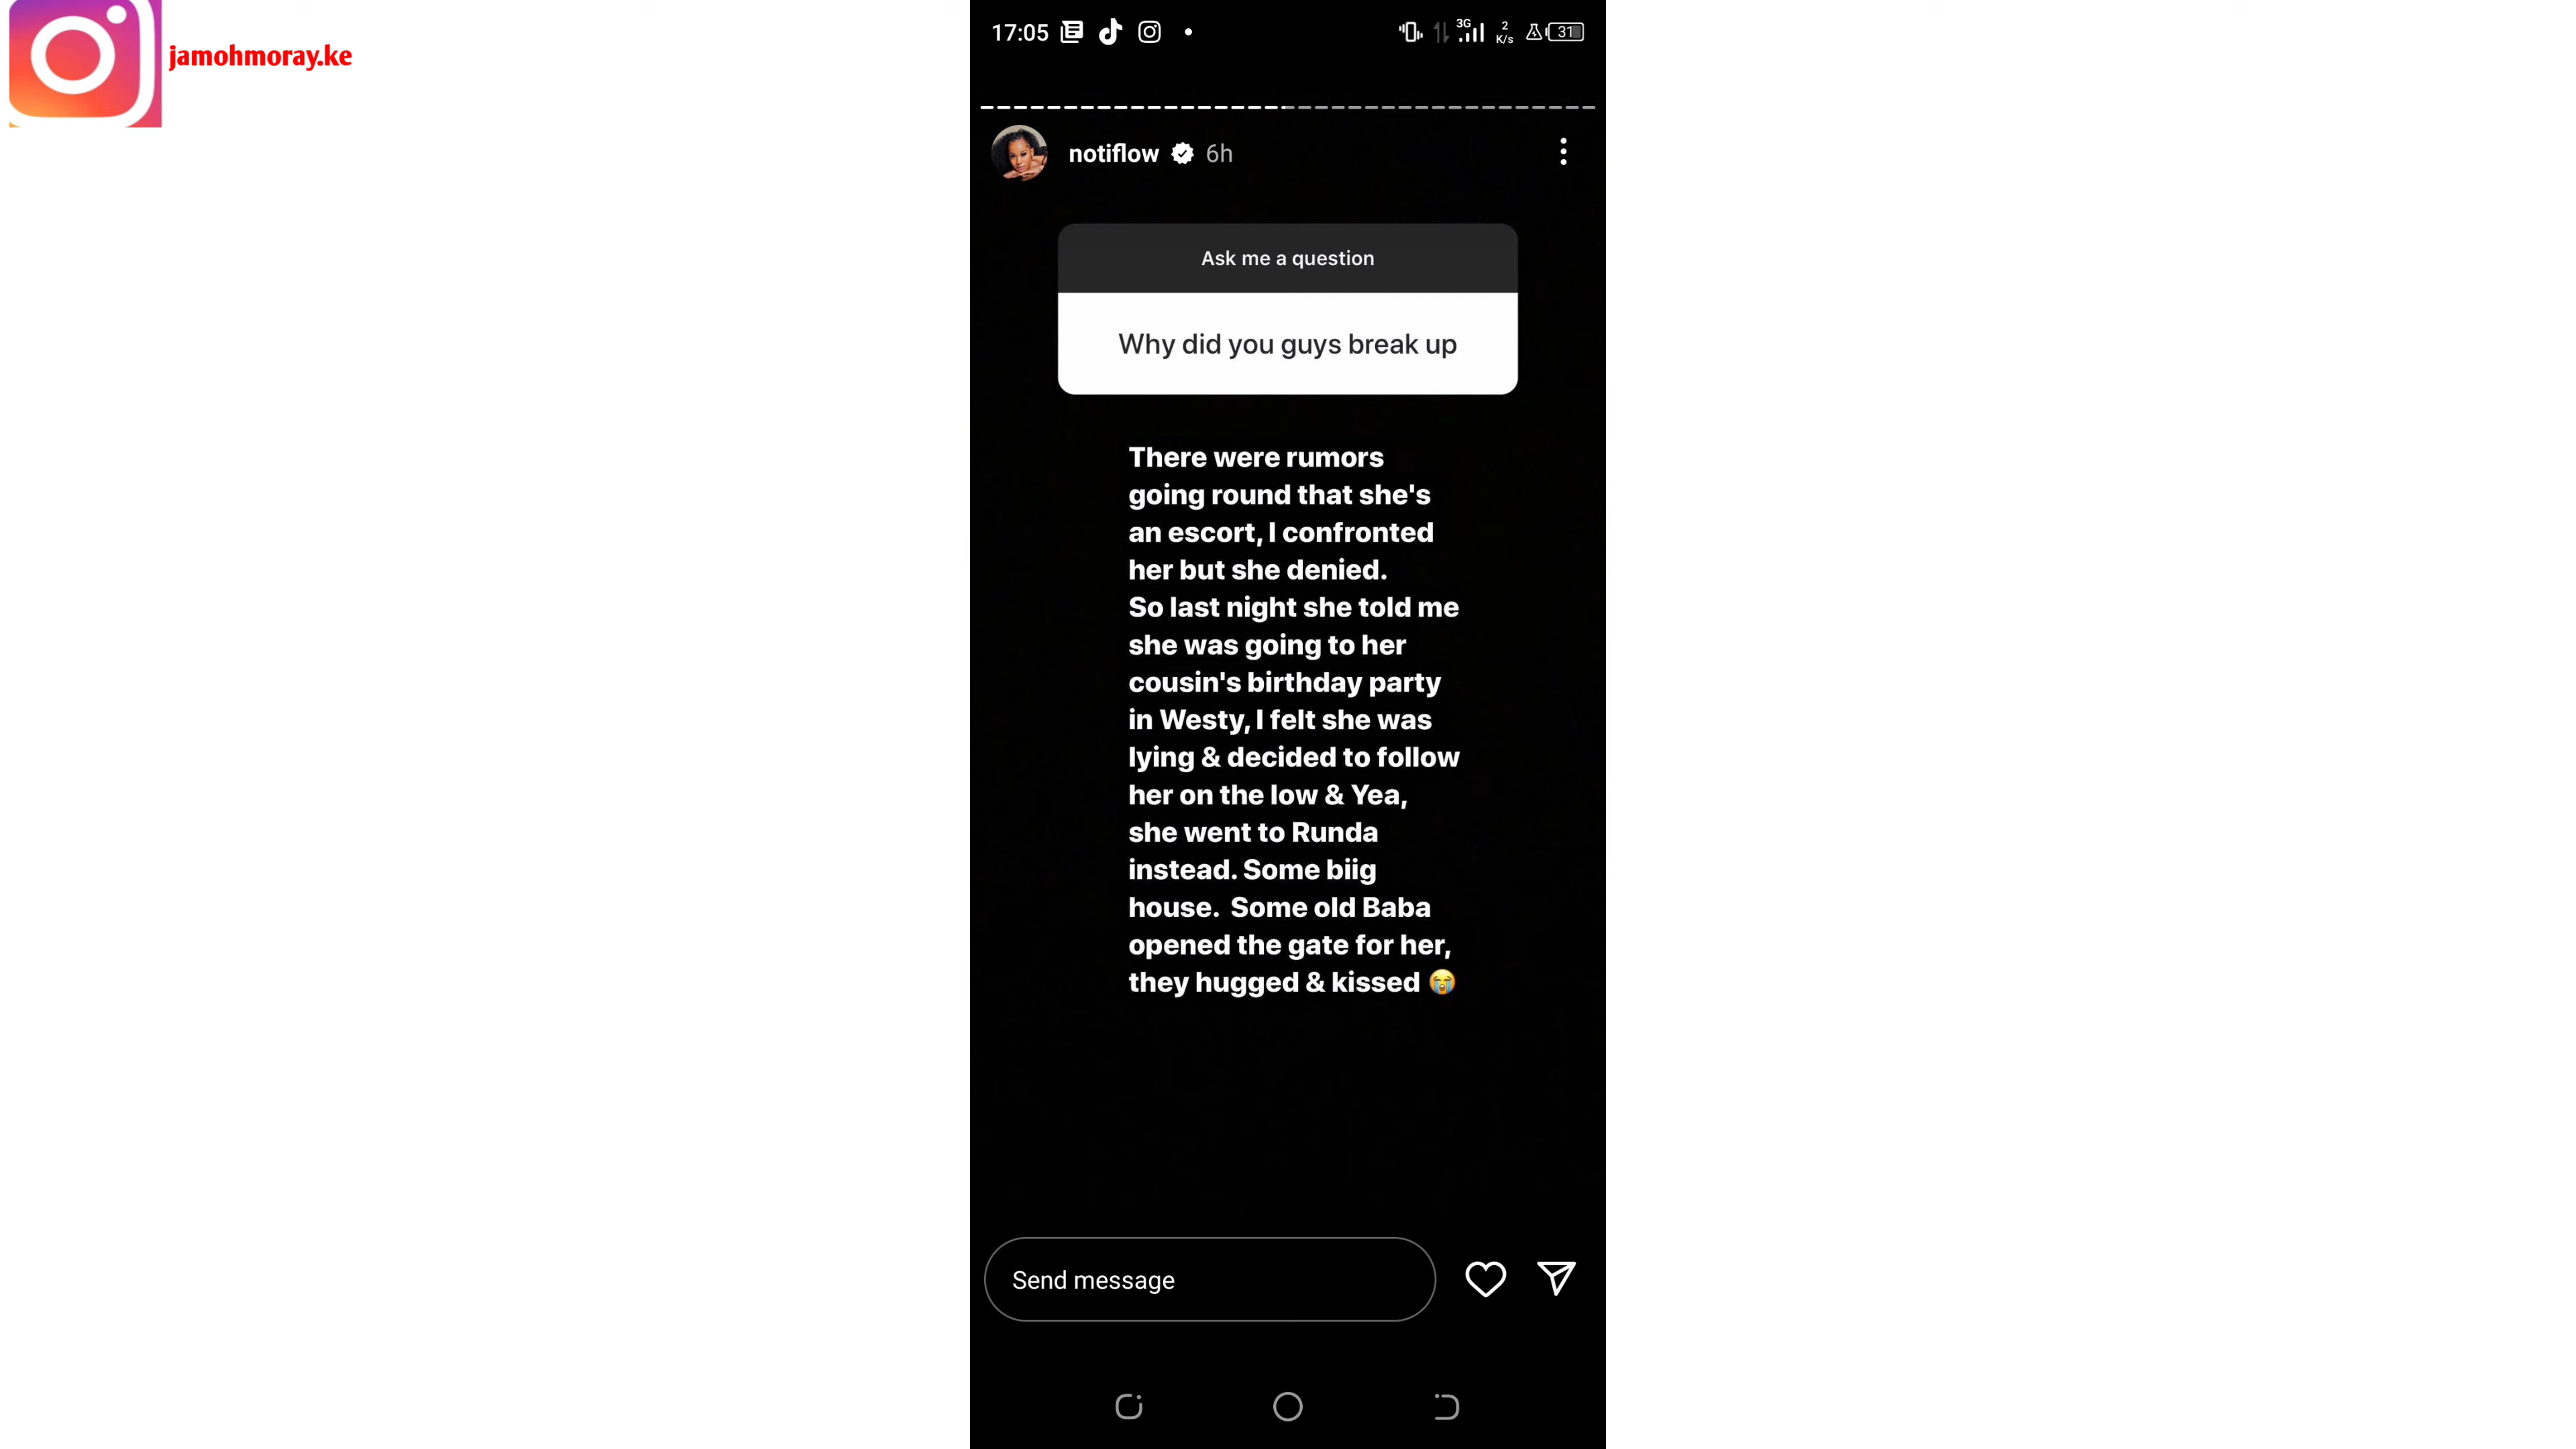 jamohmoray.ke
17:05
3G
2
K/s
31
notiflow 6h
Ask me a question
Why did you guys break up
There were rumors
going round that she's
an escort, I confronted
her but she denied.
So last night she told me
she was going to her
cousin's birthday party
in Westy, I felt she was
lying & decided to follow
her on the low & Yea,
she went to Runda
instead. Some biig
house.  Some old Baba
opened the gate for her,
they hugged & kissed 😭
Send message